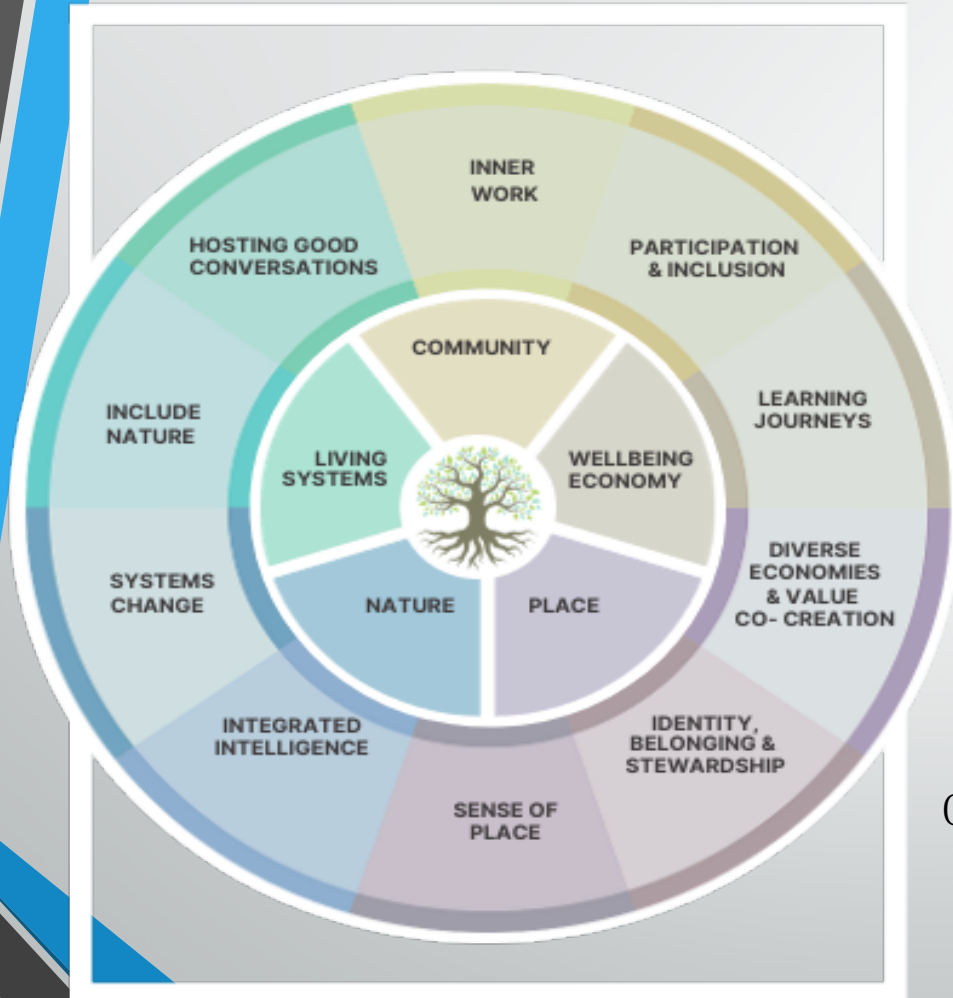 INNER
WORK
PARTICIPATION
& INCLUSION
LEARNING
JOURNEYS
DIVERSE
ECONOMIES
& VALUE
CO- CREATION
IDENTITY,
BELONGING &
STEWARDSHIP
SENSE OF
PLACE
INTEGRATED
INTELLIGENCE
SYSTEMS
CHANGE
INCLUDE
NATURE
HOSTING GOOD
CONVERSATIONS
COMMUNITY
WELLBEING
ECONOMY
PLACE
NATURE
LIVING
SYSTEMS